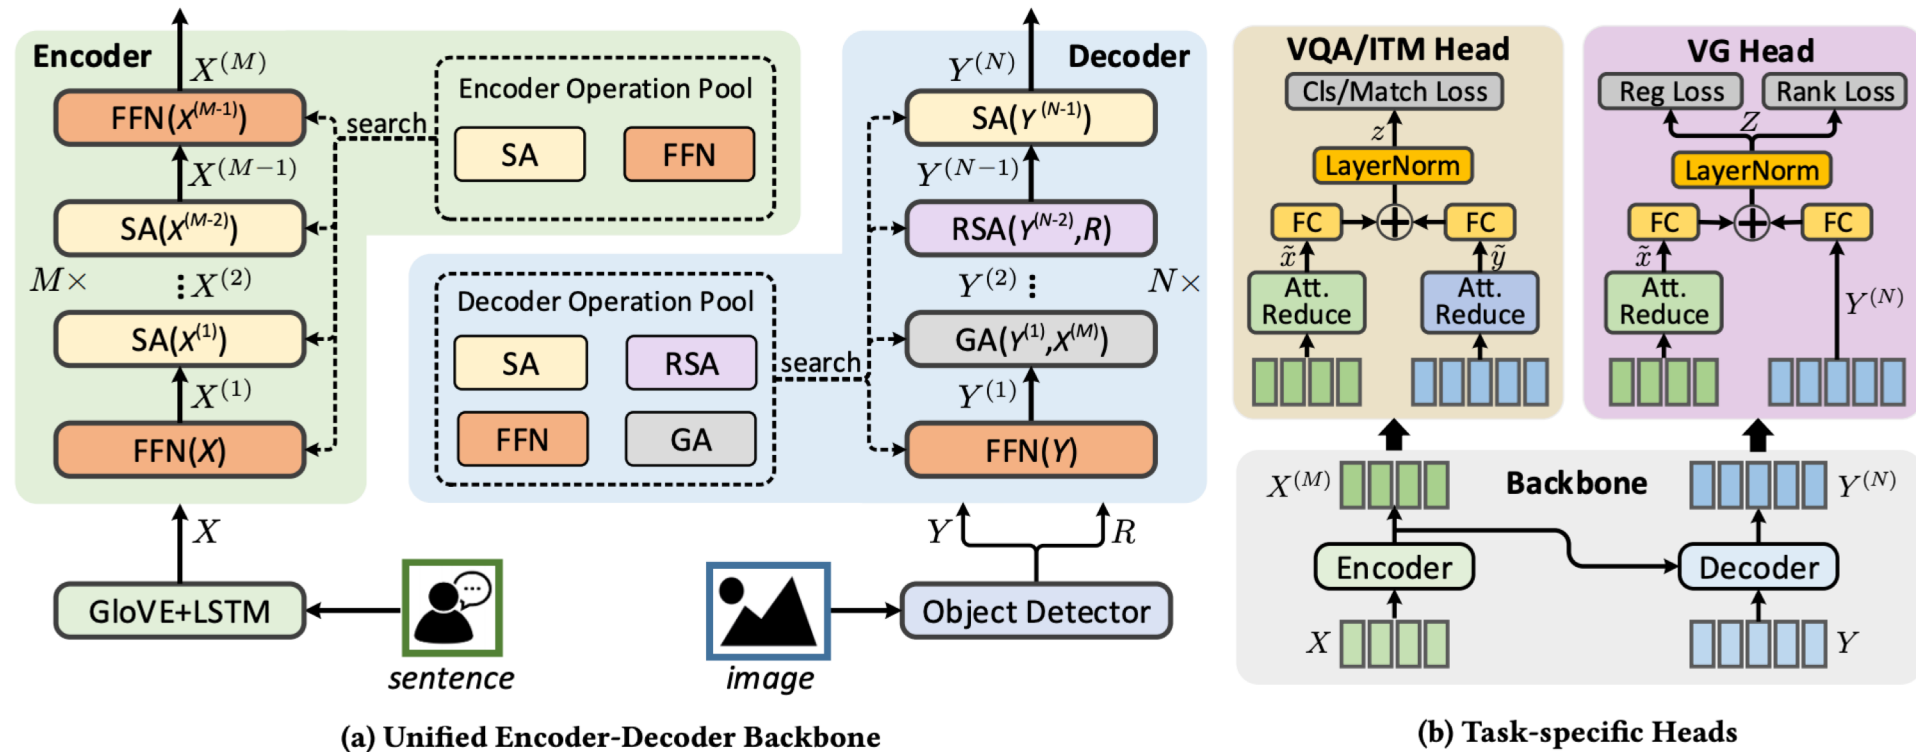 Encoder
X^(M)
FFN(X^(M-1))
X^(M−1)
SA(X^(M-2))
M×
⋮ X^(2)
SA(X^(1))
X^(1)
FFN(X)
X
GloVE+LSTM
sentence
search
Encoder Operation Pool
SA
FFN
Decoder Operation Pool
SA
RSA
FFN
GA
search
Decoder
Y^(N)
SA(Y^(N-1))
Y^(N−1)
RSA(Y^(N-2),R)
Y^(2) ⋮
N×
GA(Y^(1),X^(M))
Y^(1)
FFN(Y)
Y
R
Object Detector
image
(a) Unified Encoder-Decoder Backbone
VQA/ITM Head
Cls/Match Loss
z
LayerNorm
FC
+
FC
x̃
ỹ
Att.
Reduce
Att.
Reduce
VG Head
Reg Loss
Rank Loss
Z
LayerNorm
FC
+
FC
x̃
Att.
Reduce
Y^(N)
X^(M)
Backbone
Y^(N)
Encoder
Decoder
X
Y
(b) Task-specific Heads